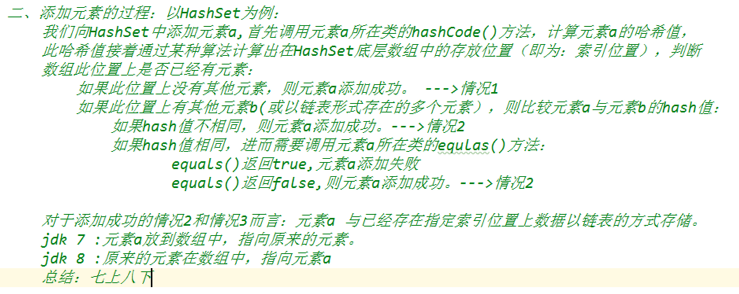 二、添加元素的过程：以HashSet为例：
我们向HashSet中添加元素a,首先调用元素a所在类的hashCode()方法，计算元素a的哈希值，
此哈希值接着通过某种算法计算出在HashSet底层数组中的存放位置（即为：索引位置），判断
数组此位置上是否已经有元素：
如果此位置上没有其他元素，则元素a添加成功。 --->情况1
如果此位置上有其他元素b(或以链表形式存在的多个元素），则比较元素a与元素b的hash值：
如果hash值不相同，则元素a添加成功。--->情况2
如果hash值相同，进而需要调用元素a所在类的equlas()方法：
equals()返回true,元素a添加失败
equals()返回false,则元素a添加成功。--->情况2
对于添加成功的情况2和情况3而言：元素a 与已经存在指定索引位置上数据以链表的方式存储。
jdk 7 :元素a放到数组中，指向原来的元素。
jdk 8 :原来的元素在数组中，指向元素a
总结：七上八下